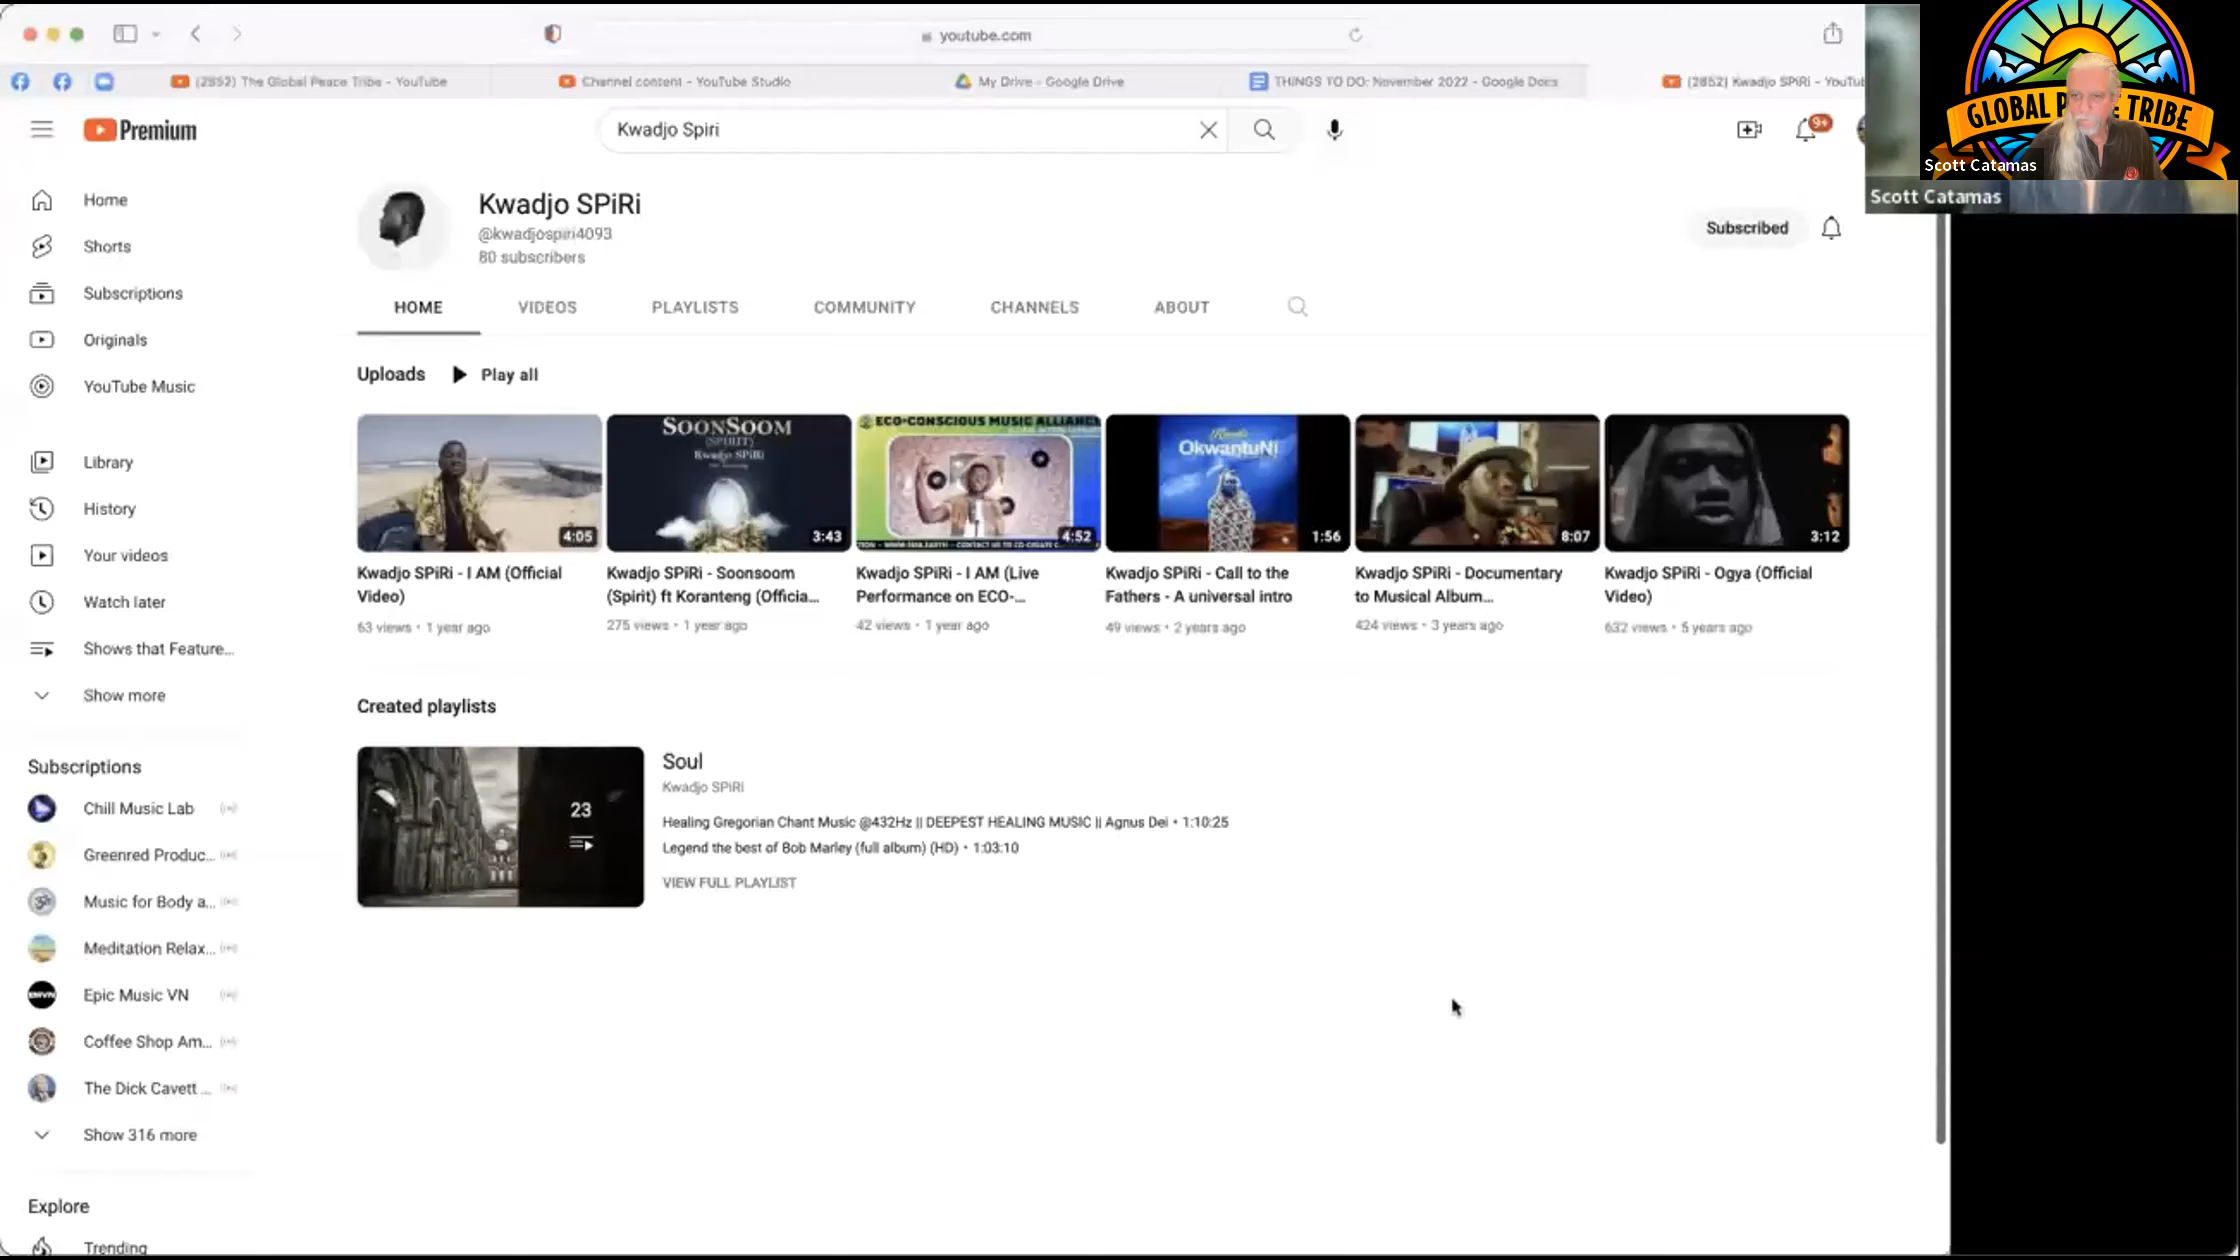 youtube.com
(2852) The Global Peace Tribe - YouTube
Channel content - YouTube Studio
My Drive - Google Drive
THINGS TO DO: November 2022 - Google Docs
(2852) Kwadjo SPiRi - YouTub
Premium
Kwadjo Spiri
9+
GLOBAL TRIBE
Scott Catamas
Scott Catamas
Home
Shorts
Subscriptions
Originals
YouTube Music
Library
History
Your videos
Watch later
Shows that Feature...
Show more
Subscriptions
Chill Music Lab
Greenred Produc...
Music for Body a...
Meditation Relax...
Epic Music VN
Coffee Shop Am...
The Dick Cavett ...
Show 316 more
Explore
Trending
Kwadjo SPiRi
@kwadjospiri4093
80 subscribers
Subscribed
HOME VIDEOS PLAYLISTS COMMUNITY CHANNELS ABOUT
Uploads Play all
4:05
SOONSOOM
(SPIRIT)
Kwadjo SPiRi
3:43
ECO-CONSCIOUS MUSIC ALLIANCE
4:52
OkwantuNi
1:56
8:07
3:12
Kwadjo SPiRi - I AM (Official
Video)
63 views • 1 year ago
Kwadjo SPiRi - Soonsoom
(Spirit) ft Koranteng (Officia...
275 views • 1 year ago
Kwadjo SPiRi - I AM (Live
Performance on ECO-...
42 views • 1 year ago
Kwadjo SPiRi - Call to the
Fathers - A universal intro
49 views • 2 years ago
Kwadjo SPiRi - Documentary
to Musical Album...
424 views • 3 years ago
Kwadjo SPiRi - Ogya (Official
Video)
632 views • 5 years ago
Created playlists
23
Soul
Kwadjo SPiRi
Healing Gregorian Chant Music @432Hz || DEEPEST HEALING MUSIC || Agnus Dei • 1:10:25
Legend the best of Bob Marley (full album) (HD) • 1:03:10
VIEW FULL PLAYLIST